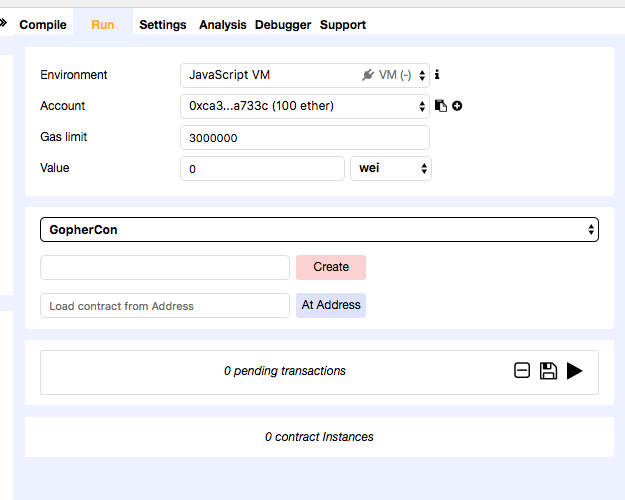 Compile Run Settings Analysis Debugger Support
Environment JavaScript VM VM (-)
Account 0xca3...a733c (100 ether)
Gas limit 3000000
Value 0 wei
GopherCon
Create
Load contract from Address At Address
0 pending transactions
0 contract Instances